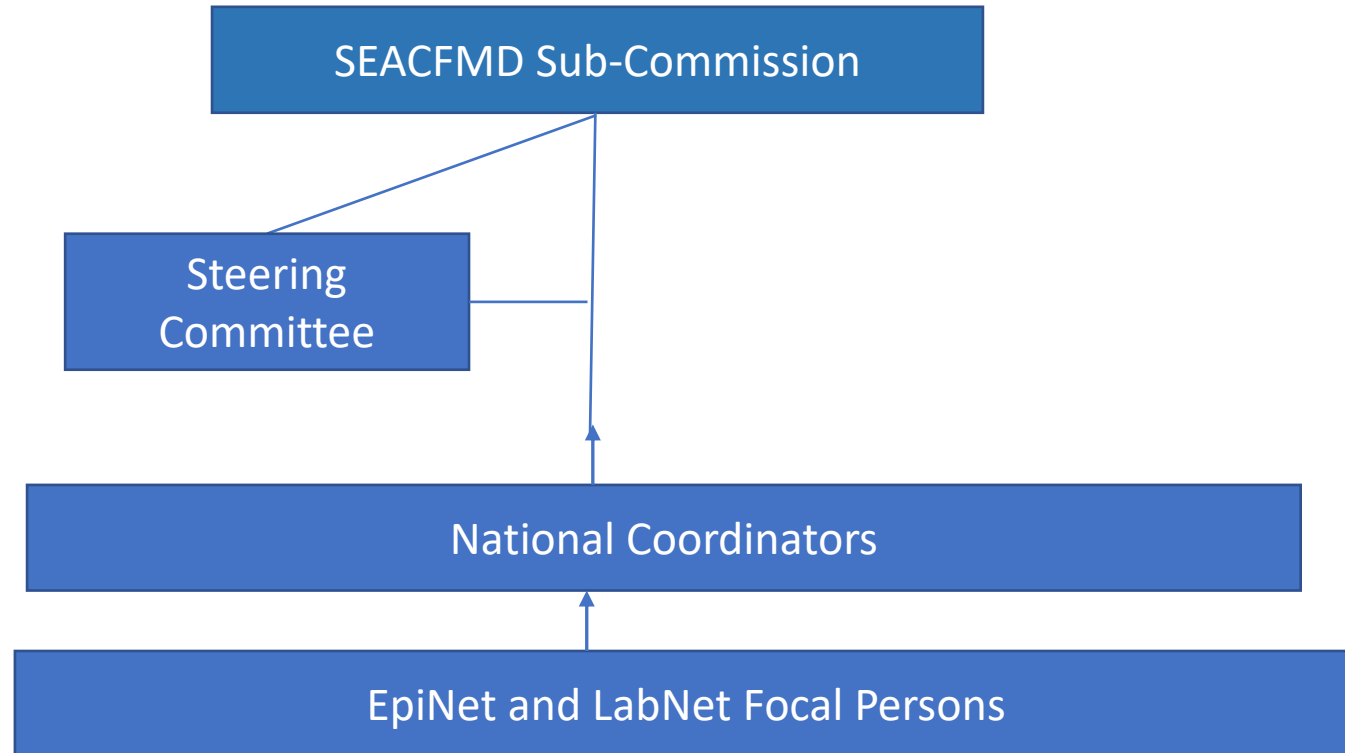 SEACFMD Sub-Commission
Steering
Committee
National Coordinators
EpiNet and LabNet Focal Persons